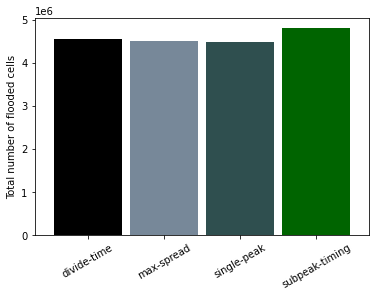 1e6
5
4
3
2
1
0
Total number of flooded cells
divide-time
max-spread
single-peak
subpeak-timing